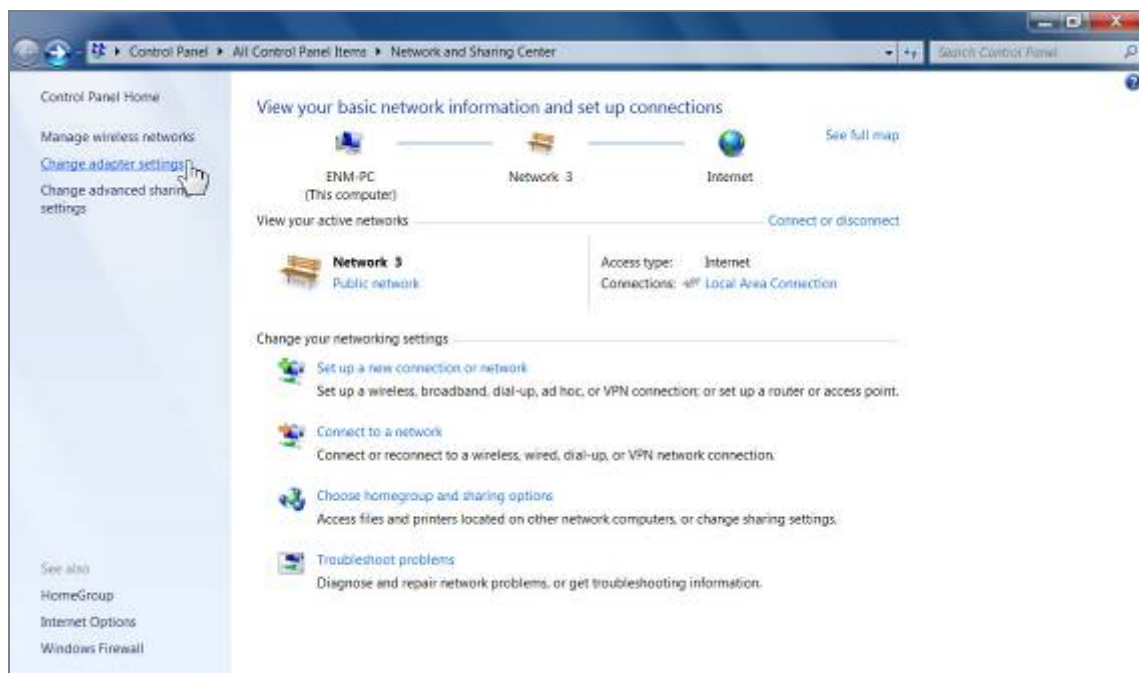 Control Panel ▸ All Control Panel Items ▸ Network and Sharing Center
Search Control Panel
Control Panel Home
Manage wireless networks
Change adapter settings
Change advanced sharing
settings
View your basic network information and set up connections
See full map
ENM-PC
(This computer)
Network 3
Internet
View your active networks
Connect or disconnect
Network 3
Public network
Access type: Internet
Connections: Local Area Connection
Change your networking settings
Set up a new connection or network
Set up a wireless, broadband, dial-up, ad hoc, or VPN connection; or set up a router or access point.
Connect to a network
Connect or reconnect to a wireless, wired, dial-up, or VPN network connection.
Choose homegroup and sharing options
Access files and printers located on other network computers, or change sharing settings.
Troubleshoot problems
Diagnose and repair network problems, or get troubleshooting information.
See also
HomeGroup
Internet Options
Windows Firewall